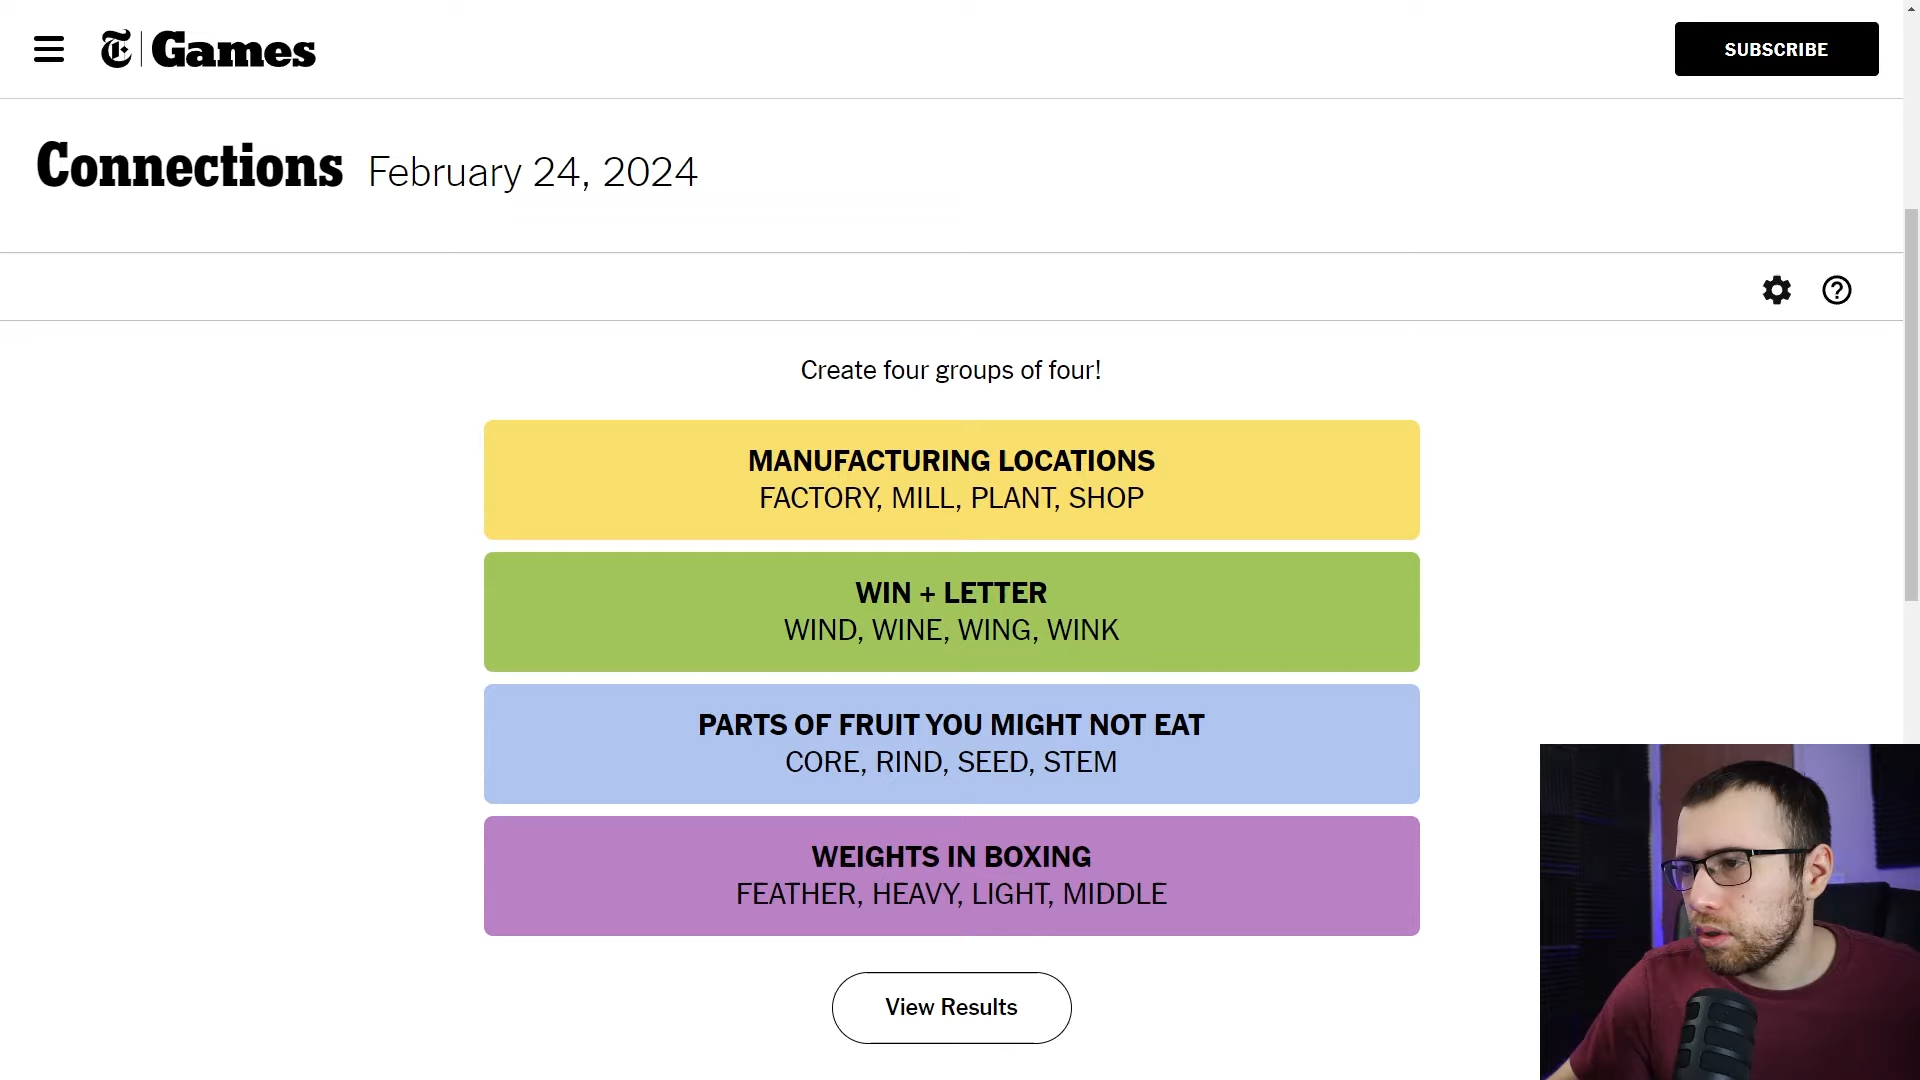 Games
SUBSCRIBE
Connections February 24, 2024
Create four groups of four!
MANUFACTURING LOCATIONS
FACTORY, MILL, PLANT, SHOP
WIN + LETTER
WIND, WINE, WING, WINK
PARTS OF FRUIT YOU MIGHT NOT EAT
CORE, RIND, SEED, STEM
WEIGHTS IN BOXING
FEATHER, HEAVY, LIGHT, MIDDLE
View Results